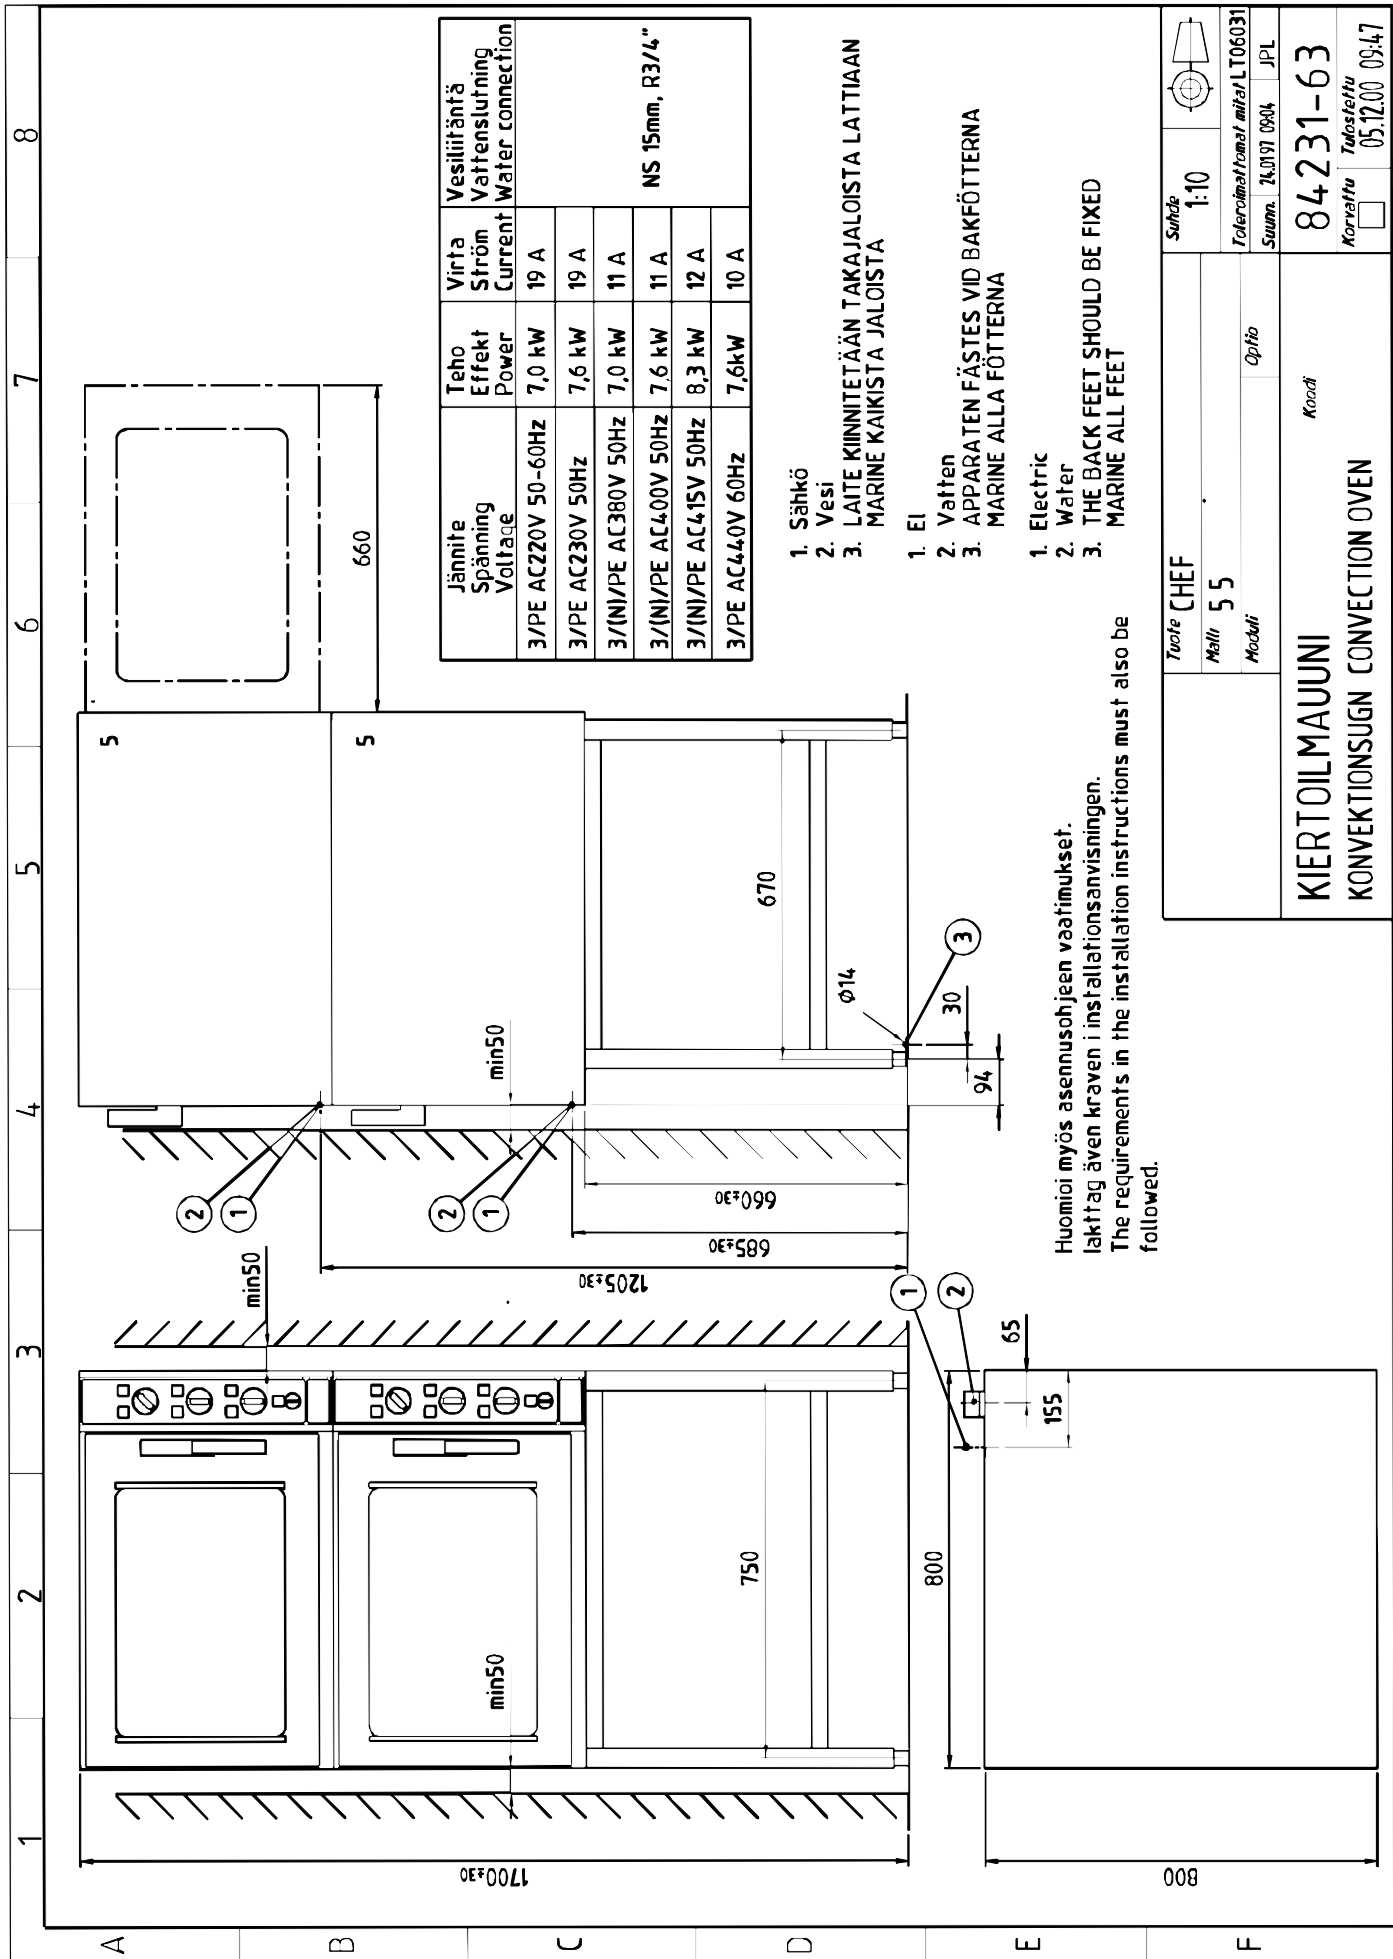 1 2 3 4 5 6 7 8
A
B
C
D
E
F
1700±30
min50
750
min50
1205±30
685±30
660±30
2
1
2
1
min50
5
5
660
670
Ø14
30
94
3
800
800
1
2
65
155
Jännite Teho Virta Vesiliitäntä
Spänning Effekt Ström Vattenslutning
Voltage Power Current Water connection
3/PE AC220V 50-60Hz 7,0 kW 19 A
3/PE AC230V 50Hz 7,6 kW 19 A
3/(N)/PE AC380V 50Hz 7,0 kW 11 A
NS 15mm, R3/4"
3/(N)/PE AC400V 50Hz 7,6 kW 11 A
3/(N)/PE AC415V 50Hz 8,3 kW 12 A
3/PE AC440V 60Hz 7,6kW 10 A
1. Sähkö
2. Vesi
3. LAITE KIINNITETÄÄN TAKAJALOISTA LATTIAAN
MARINE KAIKISTA JALOISTA
1. El
2. Vatten
3. APPARATEN FÄSTES VID BAKFÖTTERNA
MARINE ALLA FÖTTERNA
1. Electric
2. Water
3. THE BACK FEET SHOULD BE FIXED
MARINE ALL FEET
Huomioi myös asennusohjeen vaatimukset.
Iakttag även kraven i installationsanvisningen.
The requirements in the installation instructions must also be
followed.
Tuote CHEF
Malli 55
Moduli Optio
Suhde
1:10
Toleroimattomat mitat LT06031
Suunn. 24.01.97 09:04 JPL
KIERTOILMAUUNI
KONVEKTIONSUGN CONVECTION OVEN
Koodi
84231-63
Korvattu Tulostettu
05.12.00 09:47